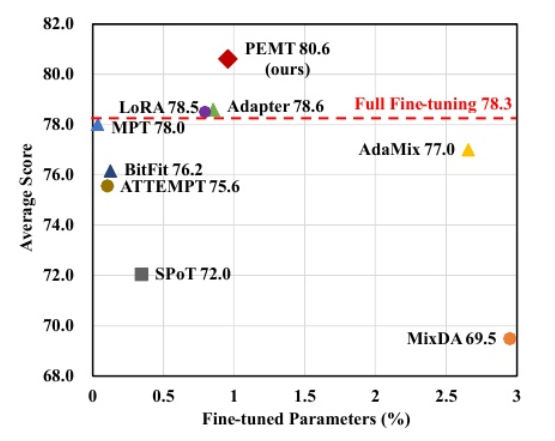 82.0
80.0
78.0
76.0
74.0
72.0
70.0
68.0
Average Score
PEMT 80.6
(ours)
LoRA 78.5
Adapter 78.6
Full Fine-tuning 78.3
MPT 78.0
AdaMix 77.0
BitFit 76.2
ATTEMPT 75.6
SPoT 72.0
MixDA 69.5
0 0.5 1 1.5 2 2.5 3
Fine-tuned Parameters (%)